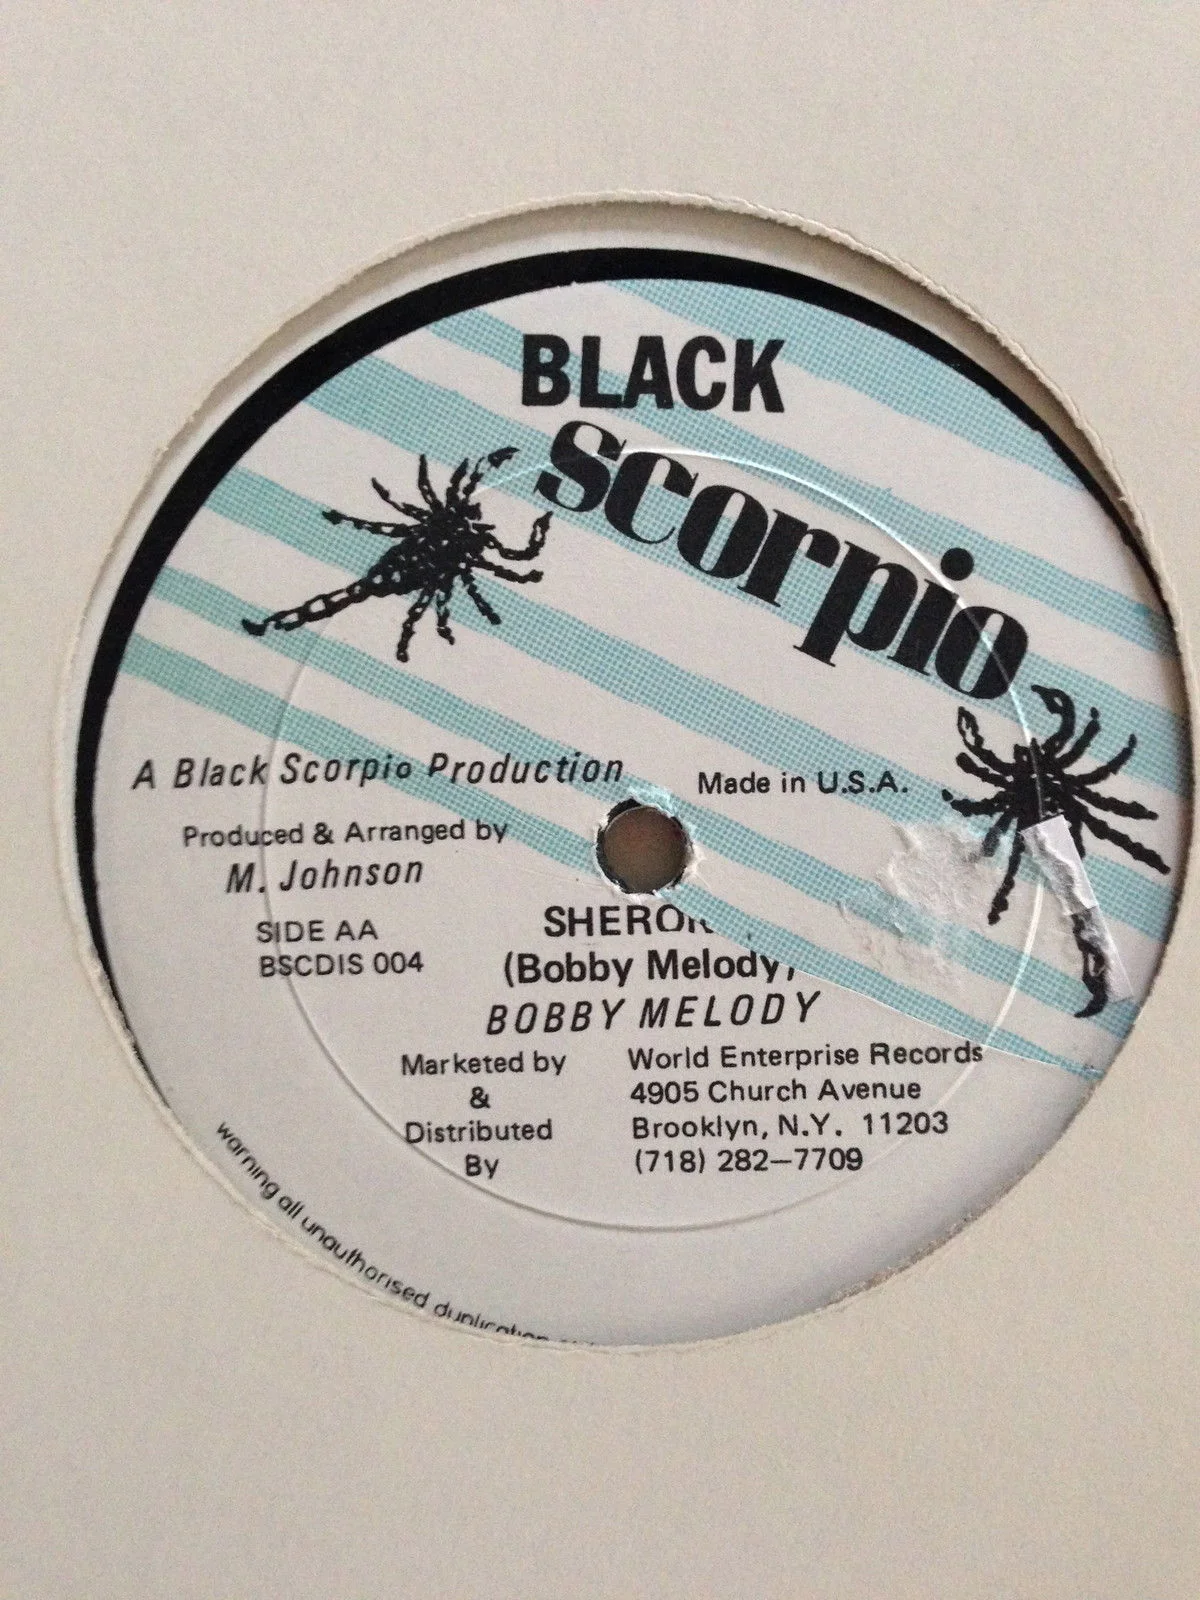 BLACK
scorpio
A Black Scorpio Production
Made in U.S.A.
Produced & Arranged by
M. Johnson
SIDE AA
BSCDIS 004
(Bobby Melody)
BOBBY MELODY
Marketed by
&
Distributed
By
World Enterprise Records
4905 Church Avenue
Brooklyn, N.Y. 11203
(718) 282–7709
warning all unauthorised duplication